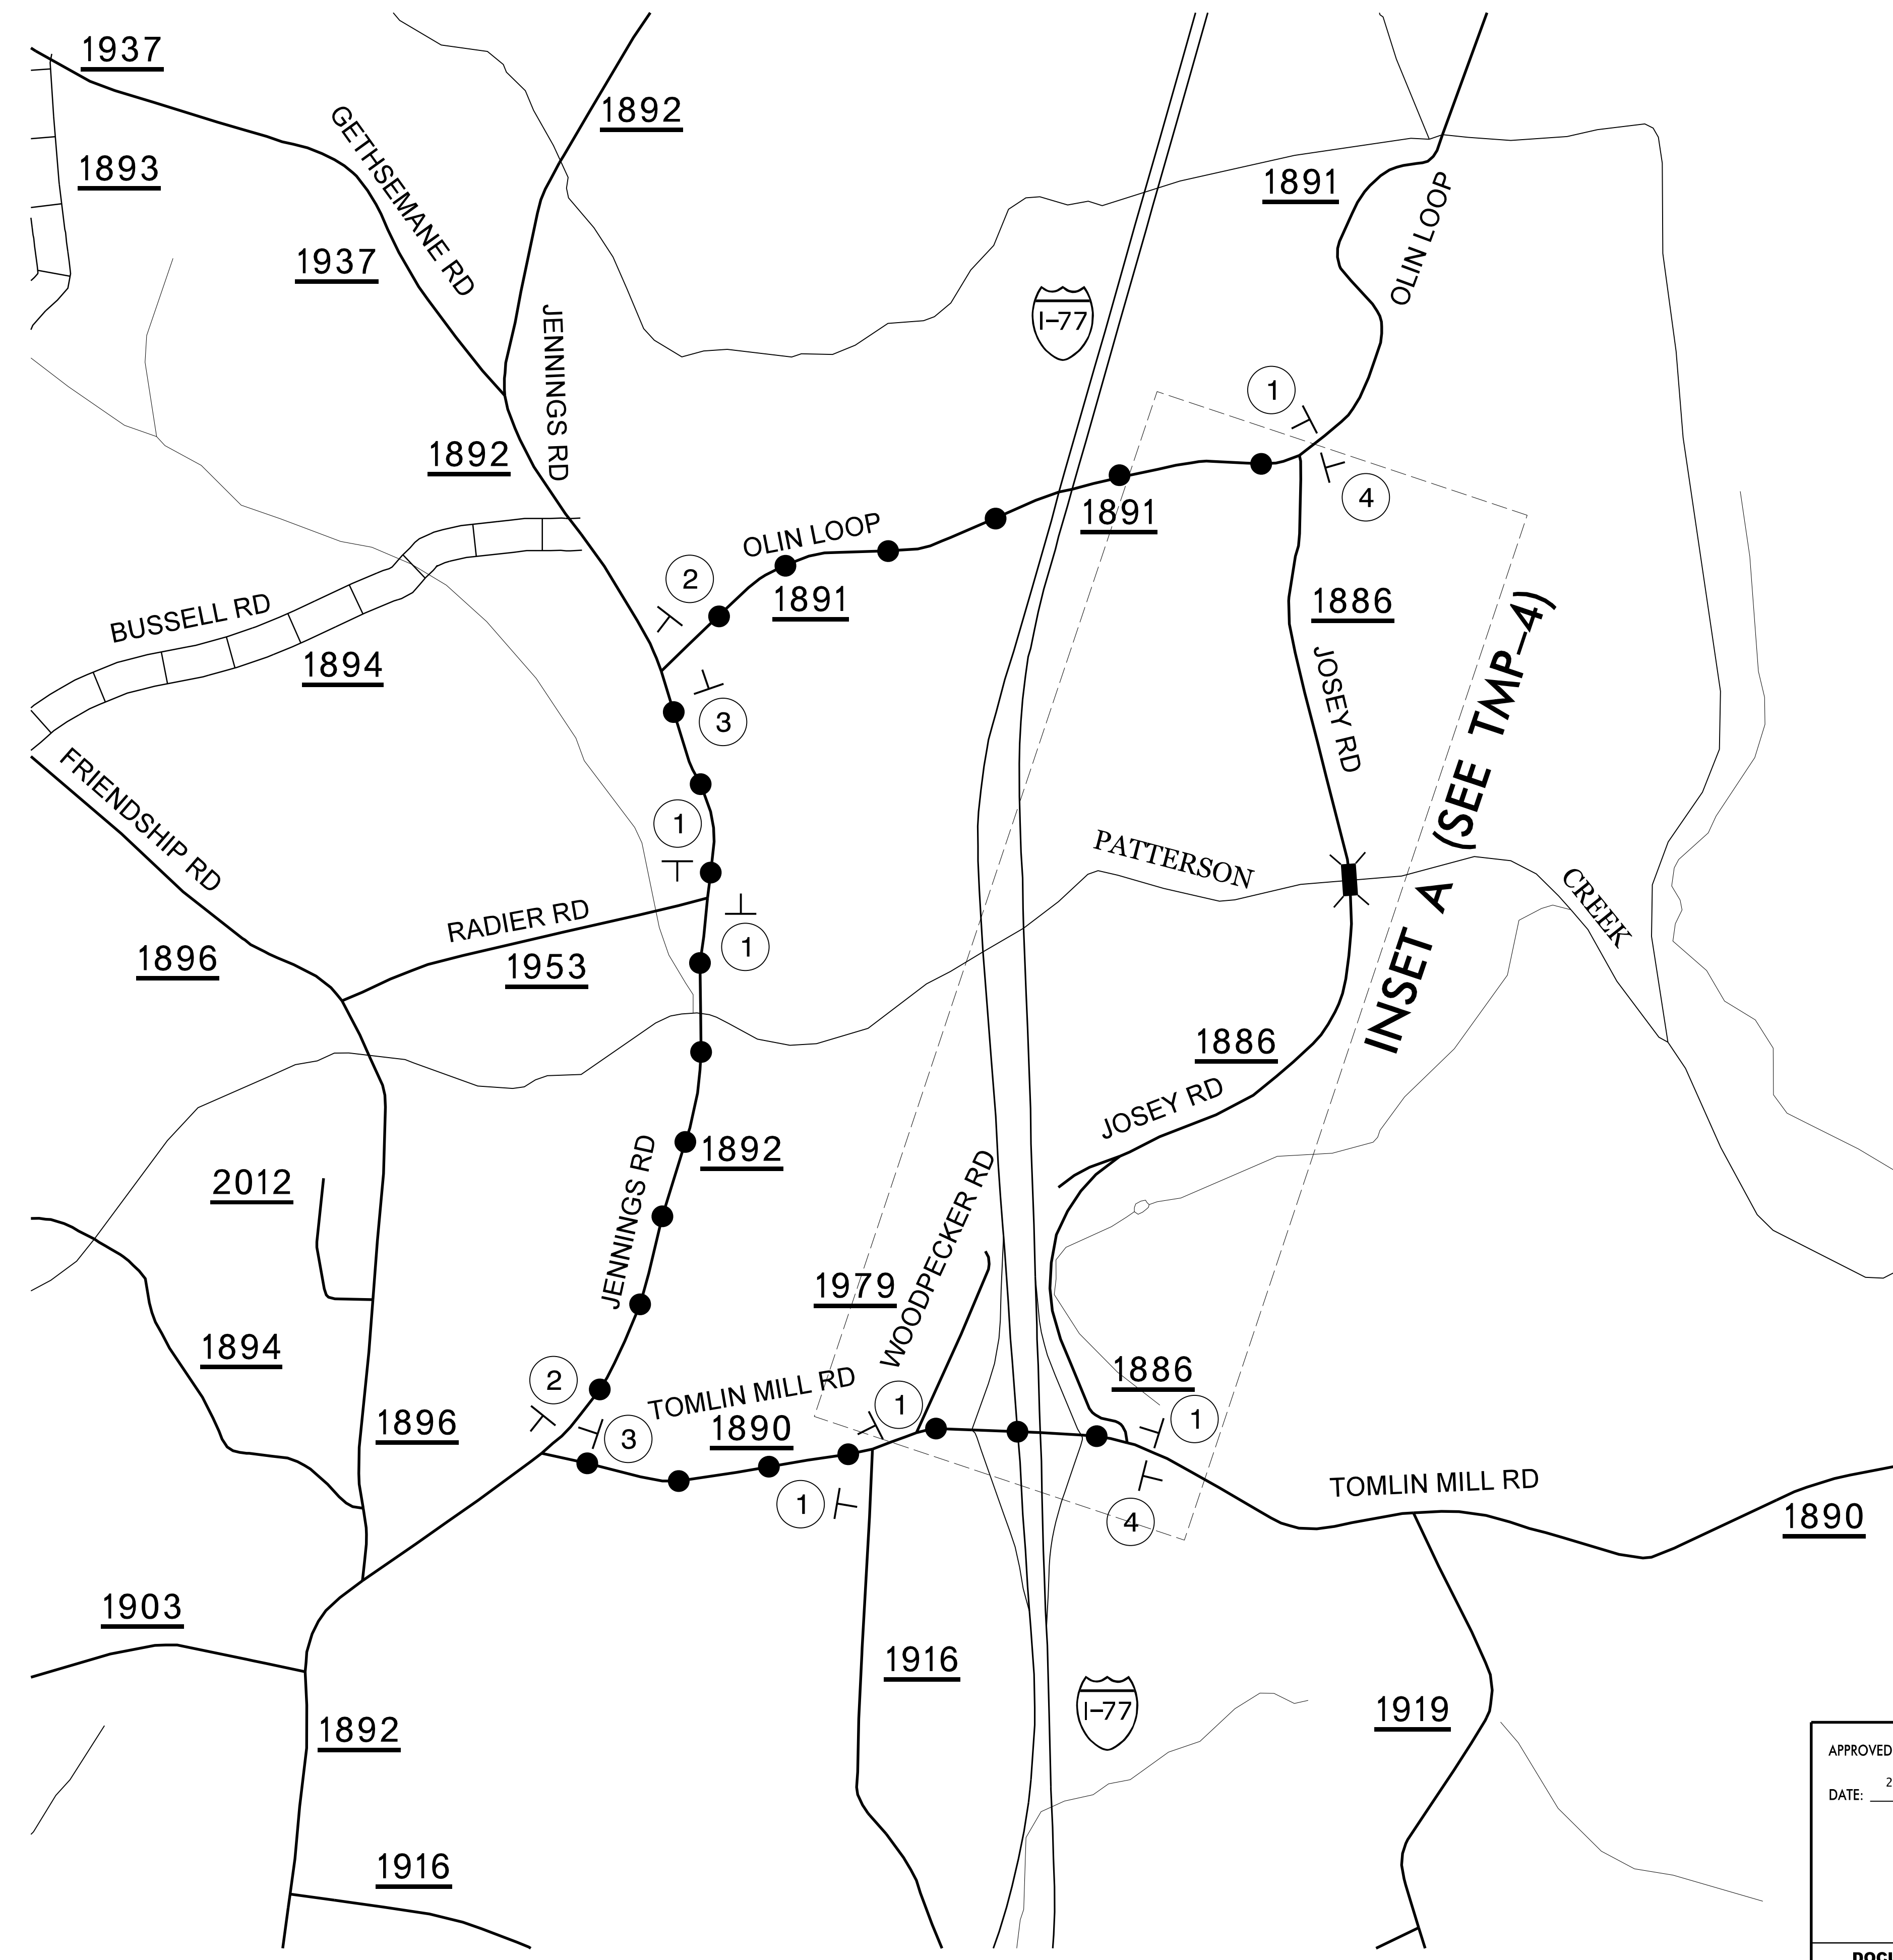 1937
1892
1893
GETHSEMANE RD
1891
OLIN LOOP
1937
I-77
JENNINGS RD
1
1892
4
1891
OLIN LOOP
2
1891
1886
BUSSELL RD
1894
JOSEY RD
INSET A (SEE TMP-4)
3
FRIENDSHIP RD
1
PATTERSON
CREEK
RADIER RD
1
1896
1953
1886
JOSEY RD
1892
JENNINGS RD
WOODPECKER RD
2012
1979
1894
1886
2
TOMLIN MILL RD
1
1
1896
3
1890
TOMLIN MILL RD
1
4
1890
1903
1916
I-77
1919
1892
APPROVED
DATE:
2
1916
DOCU